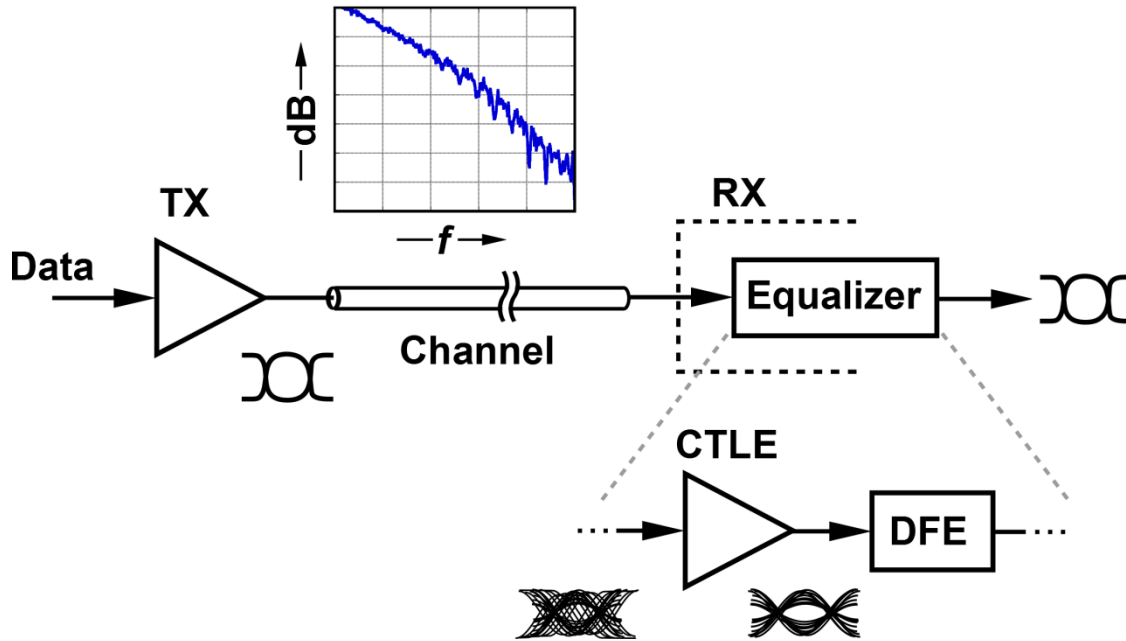 dB
f
TX
RX
Data
Equalizer
Channel
CTLE
DFE